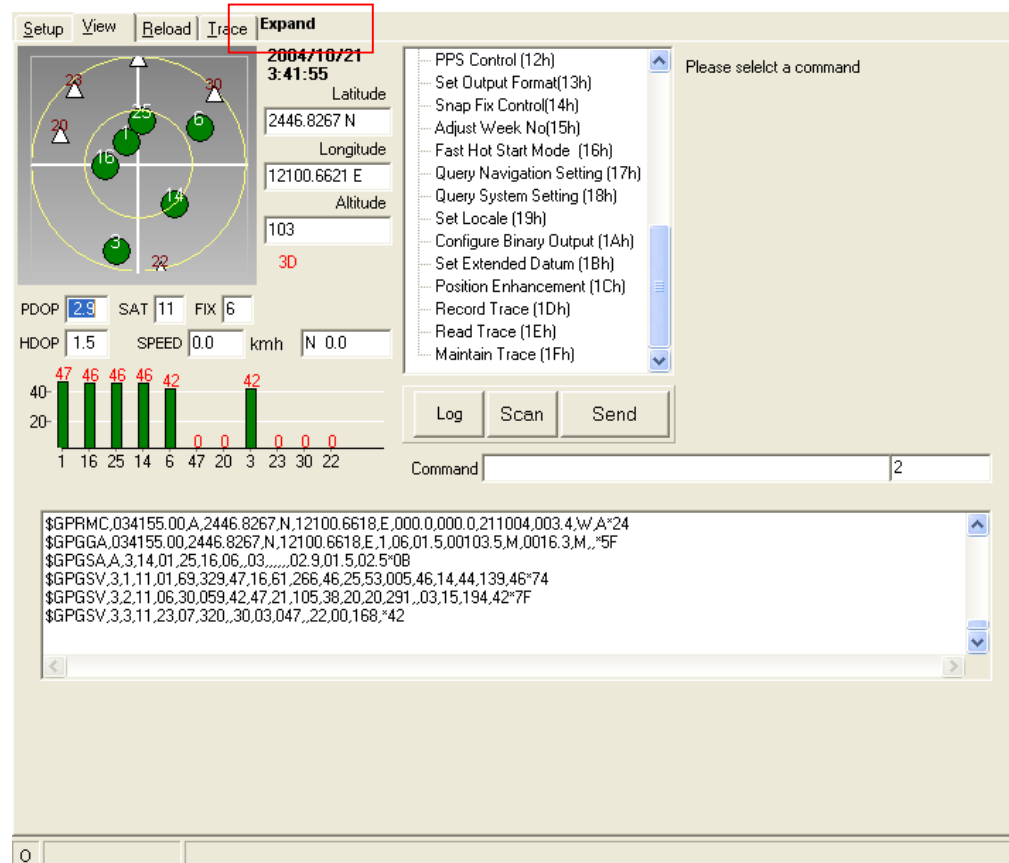 Setup View Reload Trace Expand
2004/10/21
3:41:55
Latitude
2446.8267 N
Longitude
12100.6621 E
Altitude
103
3D
23
30
20
25
6
1
16
14
3
22
PDOP 2.9 SAT 11 FIX 6
HDOP 1.5 SPEED 0.0 kmh N 0.0
47 46 46 46 42 0 0 42 0 0 0
40
20
1 16 25 14 6 47 20 3 23 30 22
PPS Control (12h)
Set Output Format(13h)
Snap Fix Control(14h)
Adjust Week No(15h)
Fast Hot Start Mode (16h)
Query Navigation Setting (17h)
Query System Setting (18h)
Set Locale (19h)
Configure Binary Output (1Ah)
Set Extended Datum (1Bh)
Position Enhancement (1Ch)
Record Trace (1Dh)
Read Trace (1Eh)
Maintain Trace (1Fh)
Please selelct a command
Log Scan Send
Command 2
$GPRMC,034155.00,A,2446.8267,N,12100.6618,E,000.0,000.0,211004,003.4,W,A*24
$GPGGA,034155.00,2446.8267,N,12100.6618,E,1,06,01.5,00103.5,M,0016.3,M,,*5F
$GPGSA,A,3,14,01,25,16,06,,03,,,,,,02.9,01.5,02.5*0B
$GPGSV,3,1,11,01,69,329,47,16,61,266,46,25,53,005,46,14,44,139,46*74
$GPGSV,3,2,11,06,30,059,42,47,21,105,38,20,20,291,,03,15,194,42*7F
$GPGSV,3,3,11,23,07,320,,30,03,047,,22,00,168,*42
O